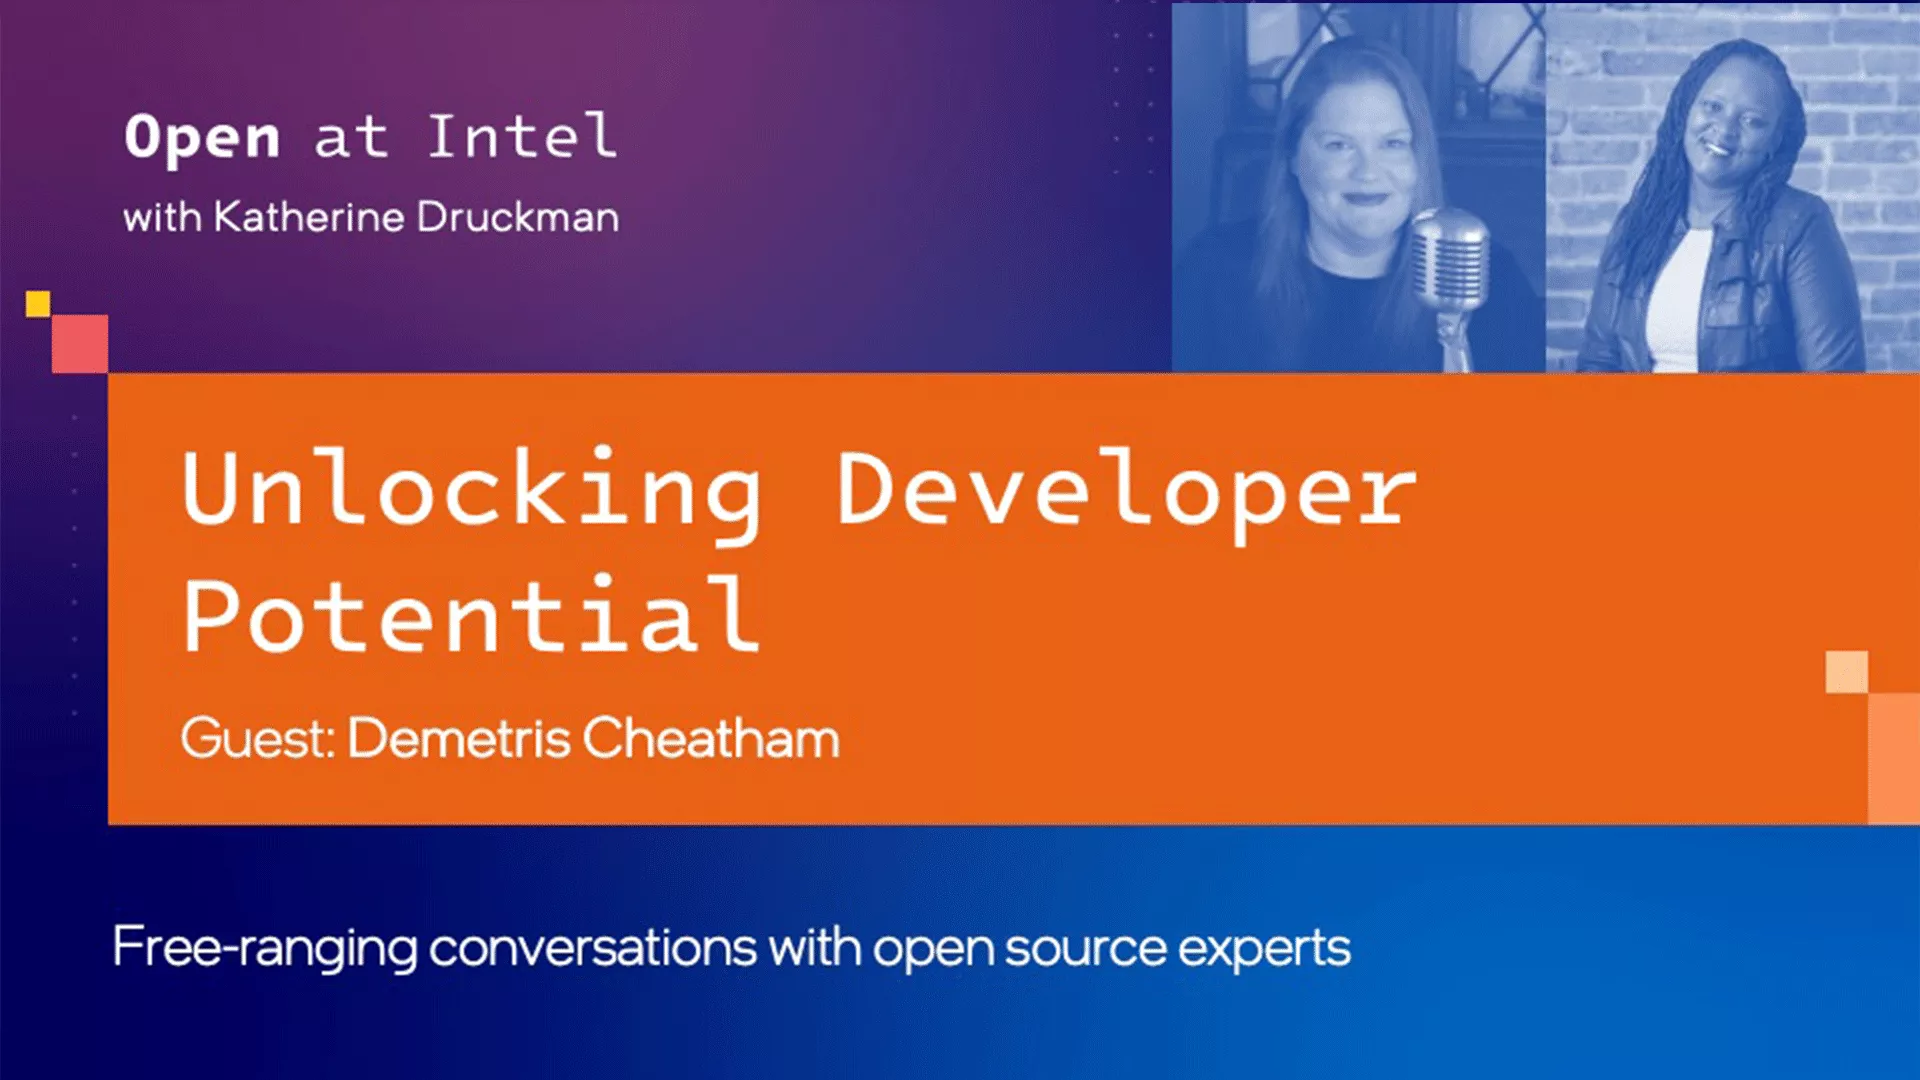 Open at Intel
with Katherine Druckman
Unlocking Developer
Potential
Guest: Demetris Cheatham
Free-ranging conversations with open source experts